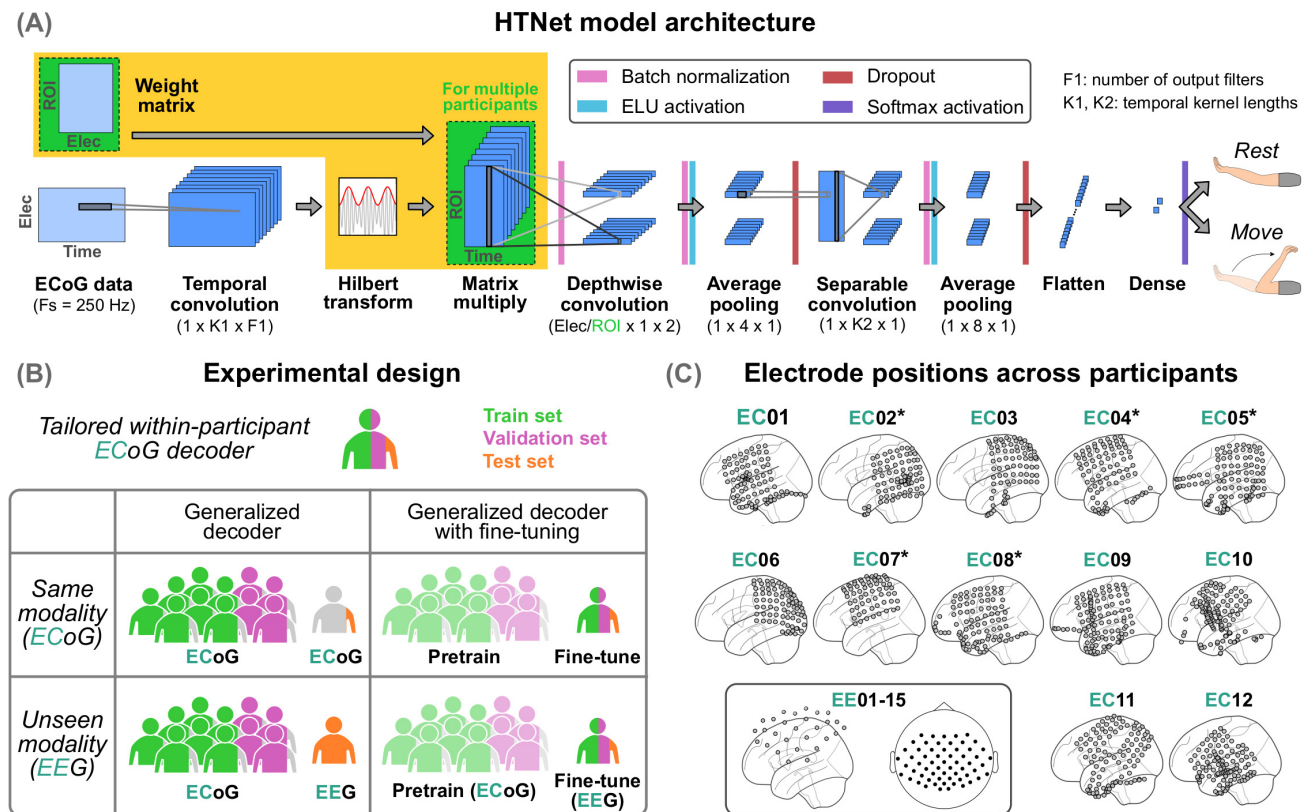 (A)
HTNet model architecture
ROI
Elec
Weight
matrix
For multiple
participants
Batch normalization
ELU activation
Dropout
Softmax activation
F1: number of output filters
K1, K2: temporal kernel lengths
Elec
Time
ROI
Time
Rest
Move
ECoG data
(Fs = 250 Hz)
Temporal
convolution
(1 x K1 x F1)
Hilbert
transform
Matrix
multiply
Depthwise
convolution
(Elec/ROI x 1 x 2)
Average
pooling
(1 x 4 x 1)
Separable
convolution
(1 x K2 x 1)
Average
pooling
(1 x 8 x 1)
Flatten
Dense
(B)
Experimental design
Tailored within-participant
ECoG decoder
Train set
Validation set
Test set
Generalized
decoder
Generalized decoder
with fine-tuning
Same
modality
(ECoG)
ECoG
ECoG
Pretrain
Fine-tune
Unseen
modality
(EEG)
ECoG
EEG
Pretrain (ECoG)
Fine-tune
(EEG)
(C)
Electrode positions across participants
EC01
EC02*
EC03
EC04*
EC05*
EC06
EC07*
EC08*
EC09
EC10
EE01-15
EC11
EC12